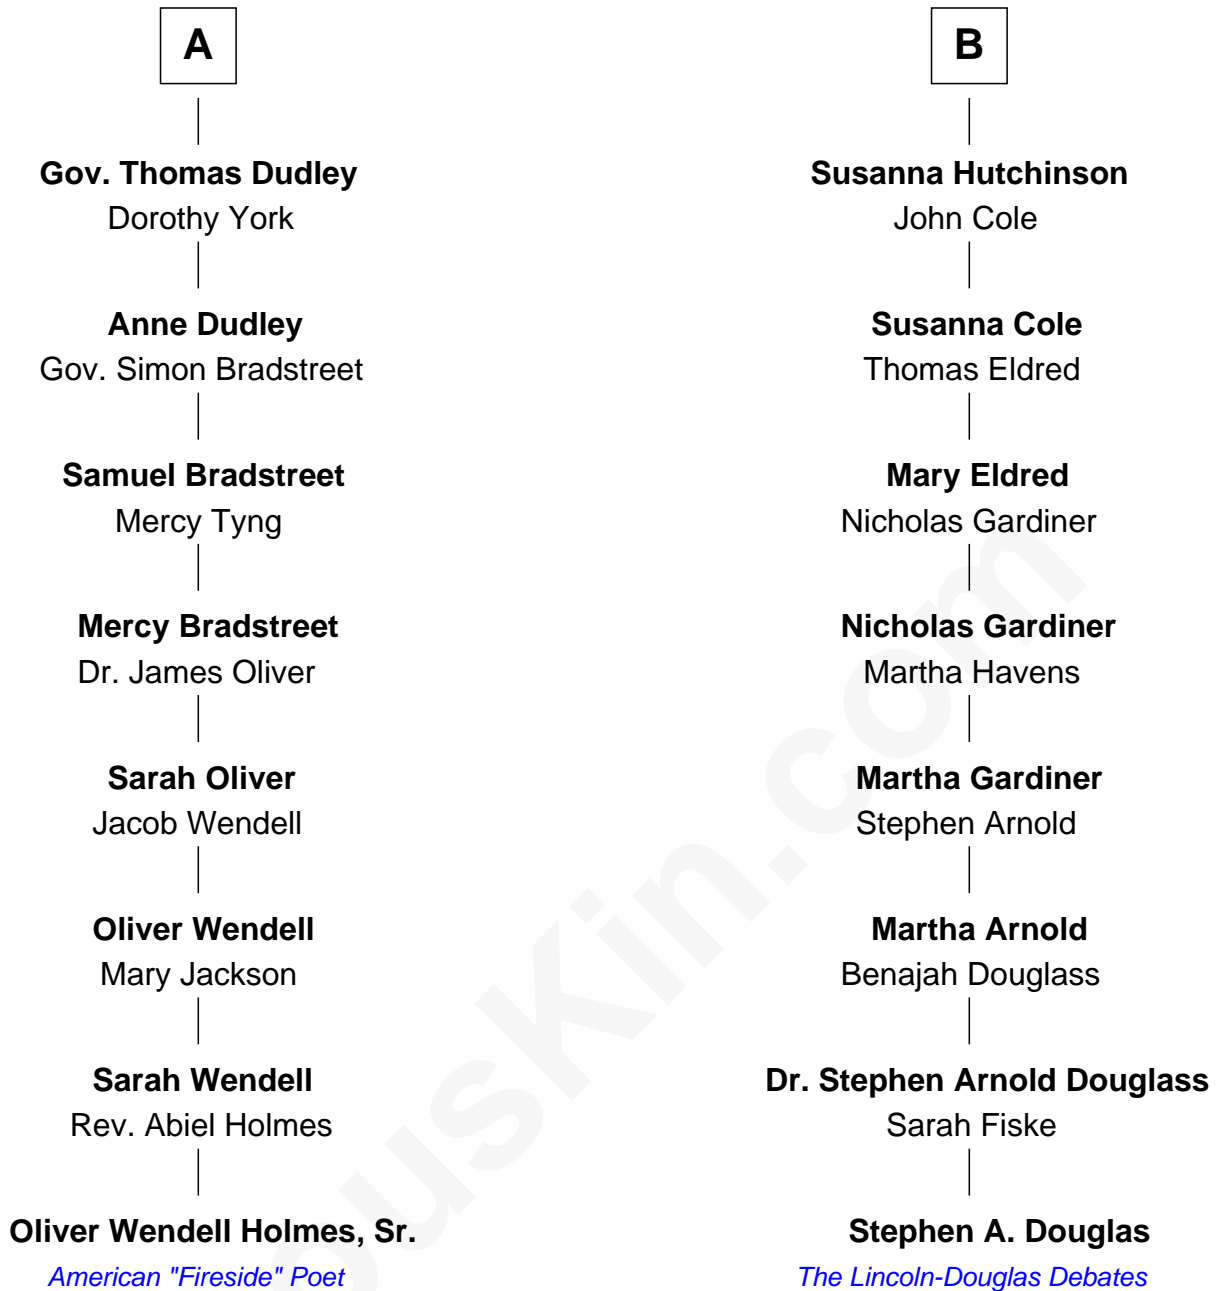 A
Gov. Thomas Dudley
Dorothy York
Anne Dudley
Gov. Simon Bradstreet
Samuel Bradstreet
Mercy Tyng
Mercy Bradstreet
Dr. James Oliver
Sarah Oliver
Jacob Wendell
Oliver Wendell
Mary Jackson
Sarah Wendell
Rev. Abiel Holmes
Oliver Wendell Holmes, Sr.
American "Fireside" Poet
B
Susanna Hutchinson
John Cole
Susanna Cole
Thomas Eldred
Mary Eldred
Nicholas Gardiner
Nicholas Gardiner
Martha Havens
Martha Gardiner
Stephen Arnold
Martha Arnold
Benajah Douglass
Dr. Stephen Arnold Douglass
Sarah Fiske
Stephen A. Douglas
The Lincoln-Douglas Debates
ousKin.com